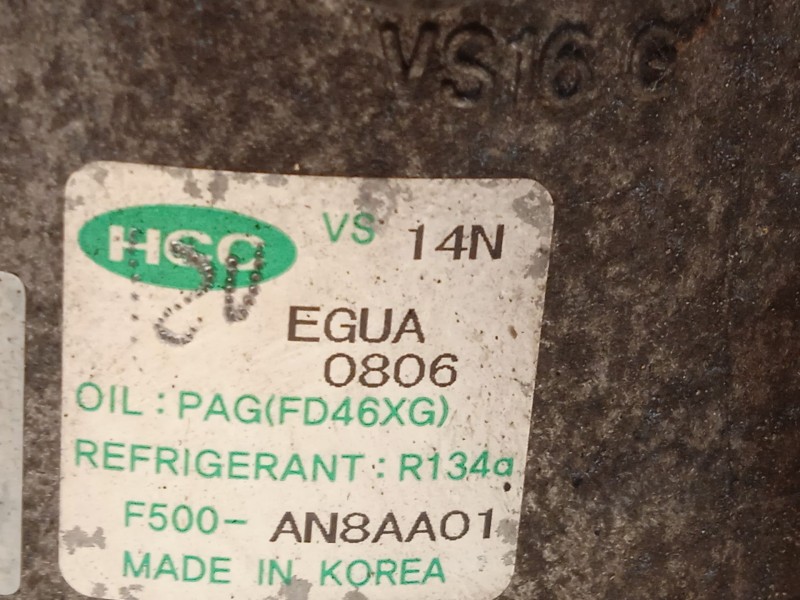 VS16
HSC VS 14N
EGUA
0806
OIL : PAG(FD46XG)
REFRIGERANT : R134a
F500- AN8AA01
MADE IN KOREA